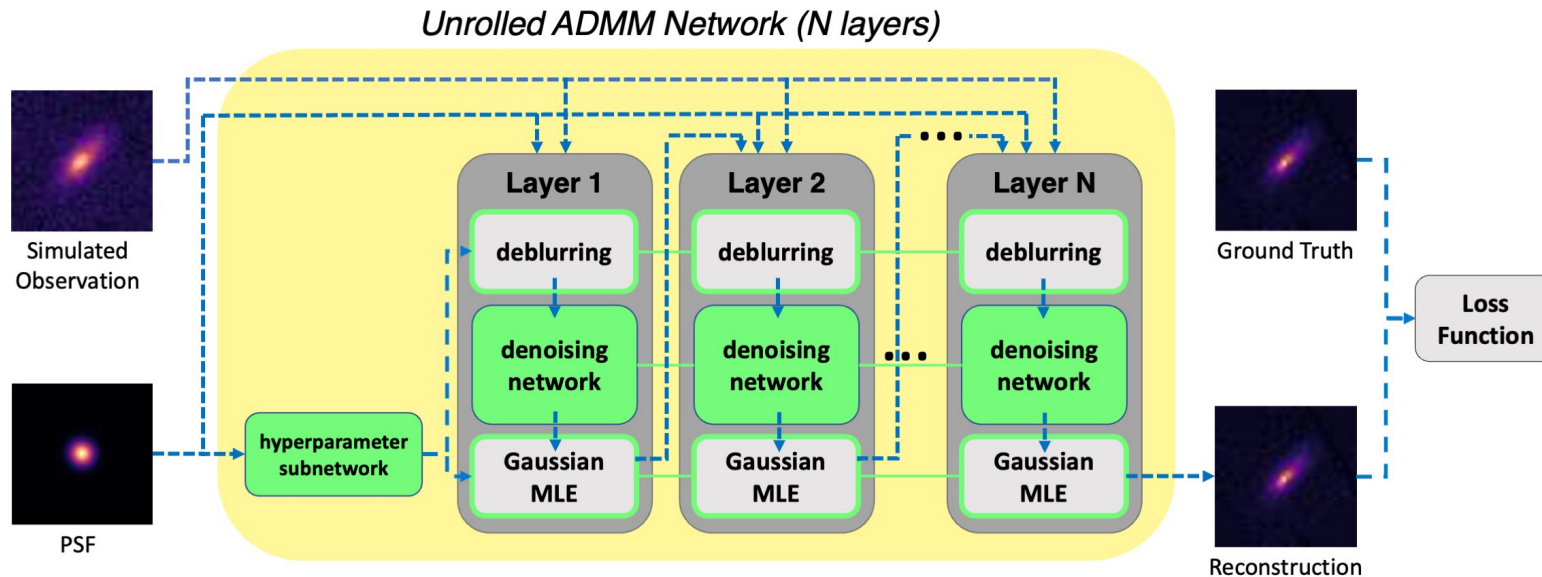 Unrolled ADMM Network (N layers)
Simulated
Observation
PSF
hyperparameter
subnetwork
Layer 1
deblurring
denoising
network
Gaussian
MLE
Layer 2
deblurring
denoising
network
Gaussian
MLE
...
...
Layer N
deblurring
denoising
network
Gaussian
MLE
Ground Truth
Reconstruction
Loss
Function